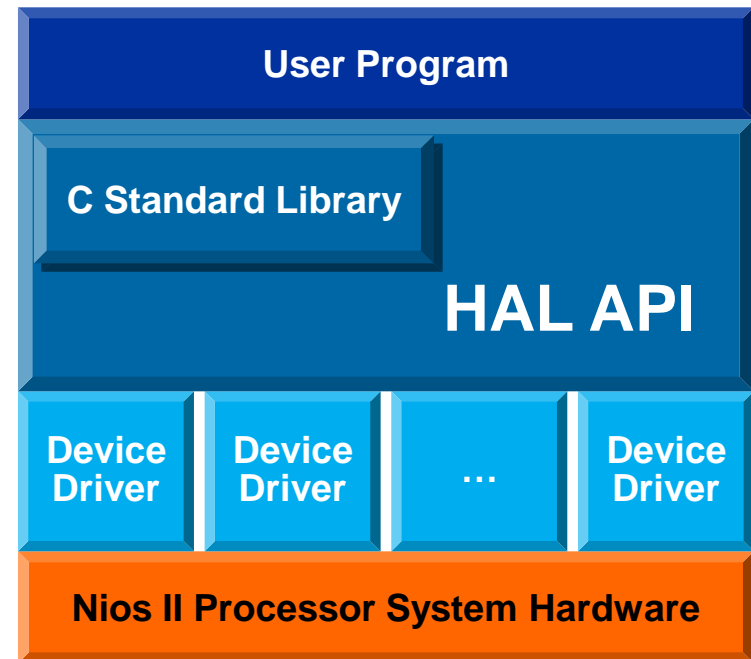 User Program
C Standard Library
HAL API
Device
Driver
Device
Driver
...
Device
Driver
Nios II Processor System Hardware